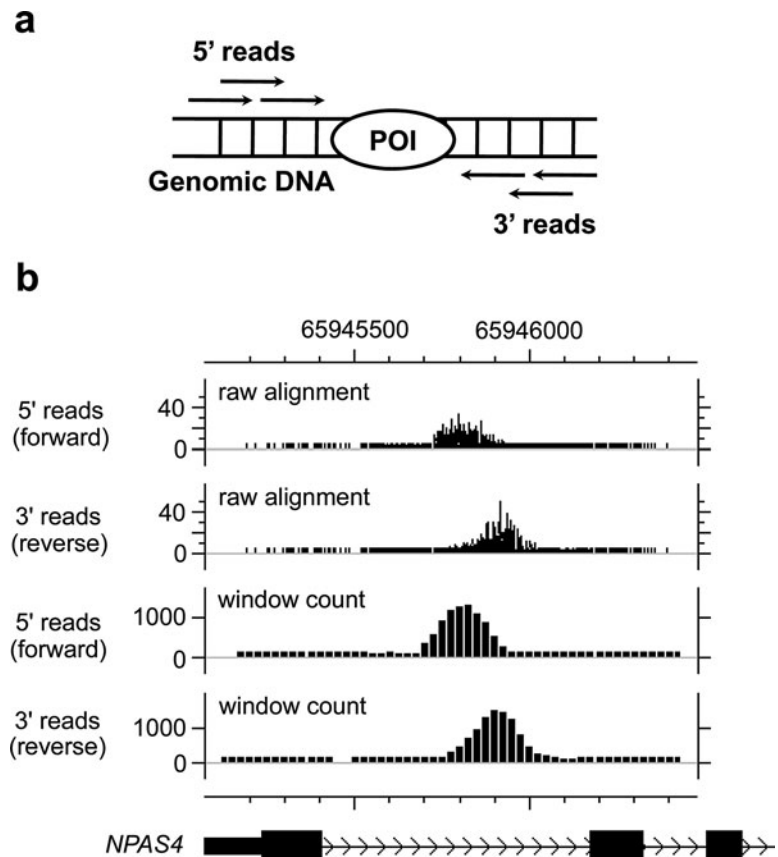 a
5' reads
POI
Genomic DNA
3' reads
b
65945500 65946000
5' reads
(forward)
40
0
raw alignment
3' reads
(reverse)
40
0
raw alignment
5' reads
(forward)
1000
0
window count
3' reads
(reverse)
1000
0
window count
NPAS4